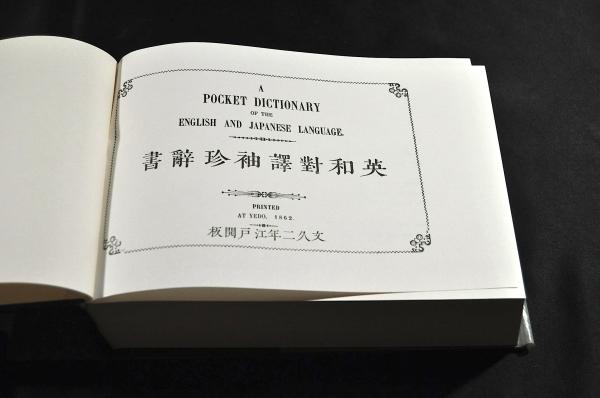 A
POCKET DICTIONARY
OF THE
ENGLISH AND JAPANESE LANGUAGE.
英和對譯袖珍辭書
PRINTED
AT YEDO, 1862.
文久二年江戸開板